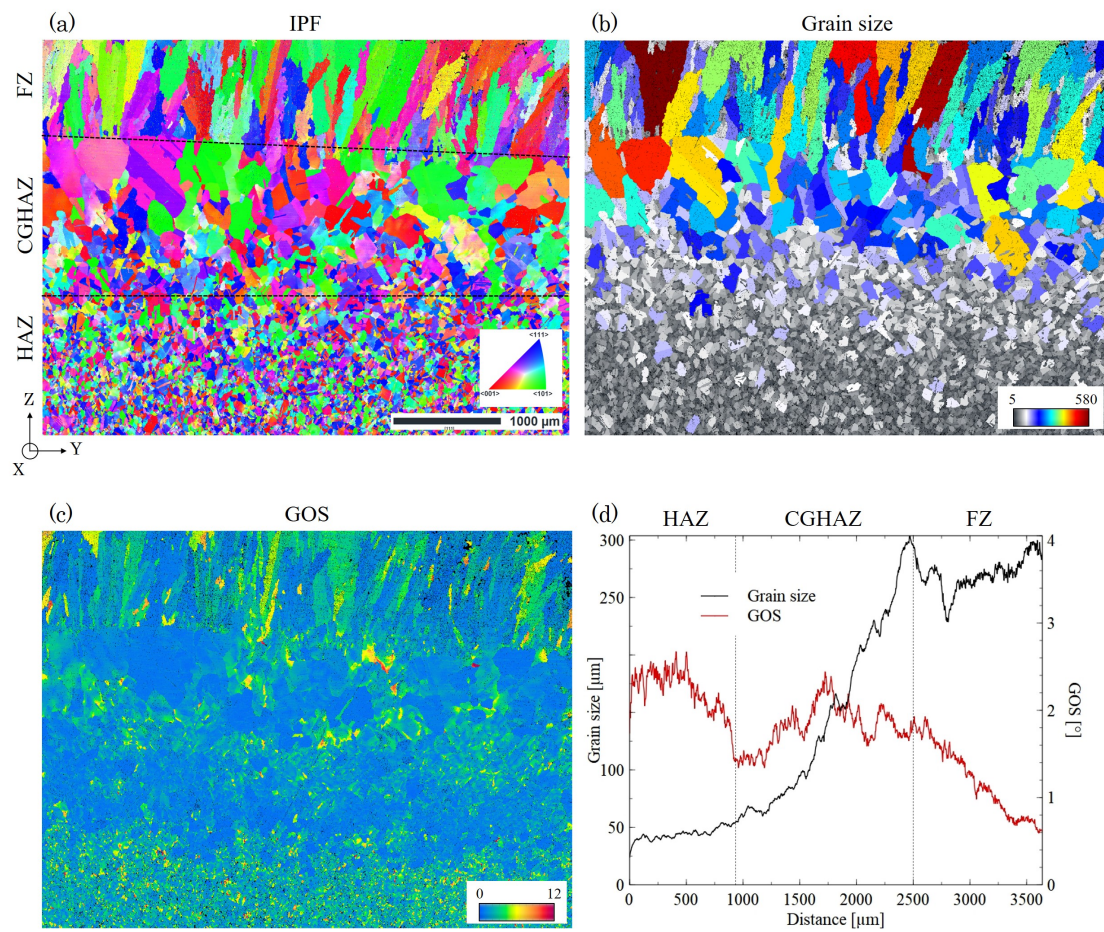 (a) IPF
FZ
CGHAZ
HAZ
<111>
<001> <101>
1000 μm
Z
Y
X
(b) Grain size
5 580
(c) GOS
0 12
(d) HAZ CGHAZ FZ
Grain size
GOS
Grain size [μm]
300
250
100
50
0
GOS [°]
4
3
2
1
0
0 500 1000 1500 2000 2500 3000 3500
Distance [μm]